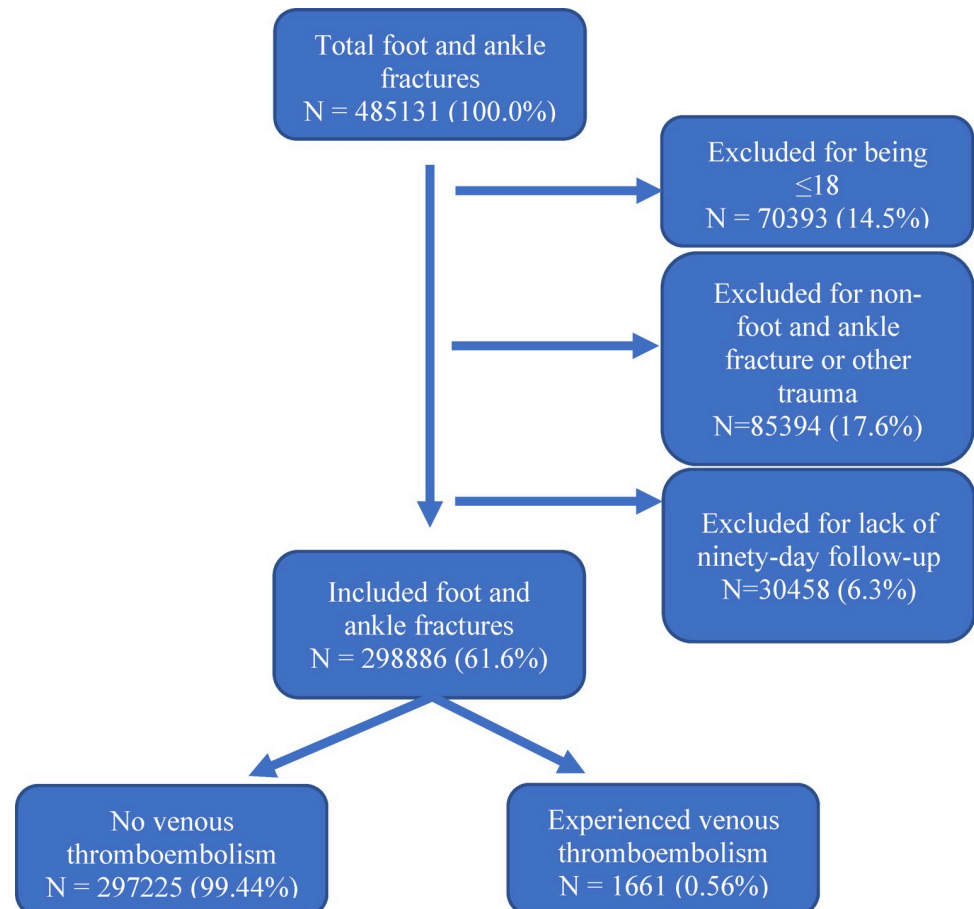 Total foot and ankle
fractures
N = 485131 (100.0%)
Excluded for being
≤18
N = 70393 (14.5%)
Excluded for non-
foot and ankle
fracture or other
trauma
N=85394 (17.6%)
Excluded for lack of
ninety-day follow-up
N=30458 (6.3%)
Included foot and
ankle fractures
N = 298886 (61.6%)
No venous
thromboembolism
N = 297225 (99.44%)
Experienced venous
thromboembolism
N = 1661 (0.56%)